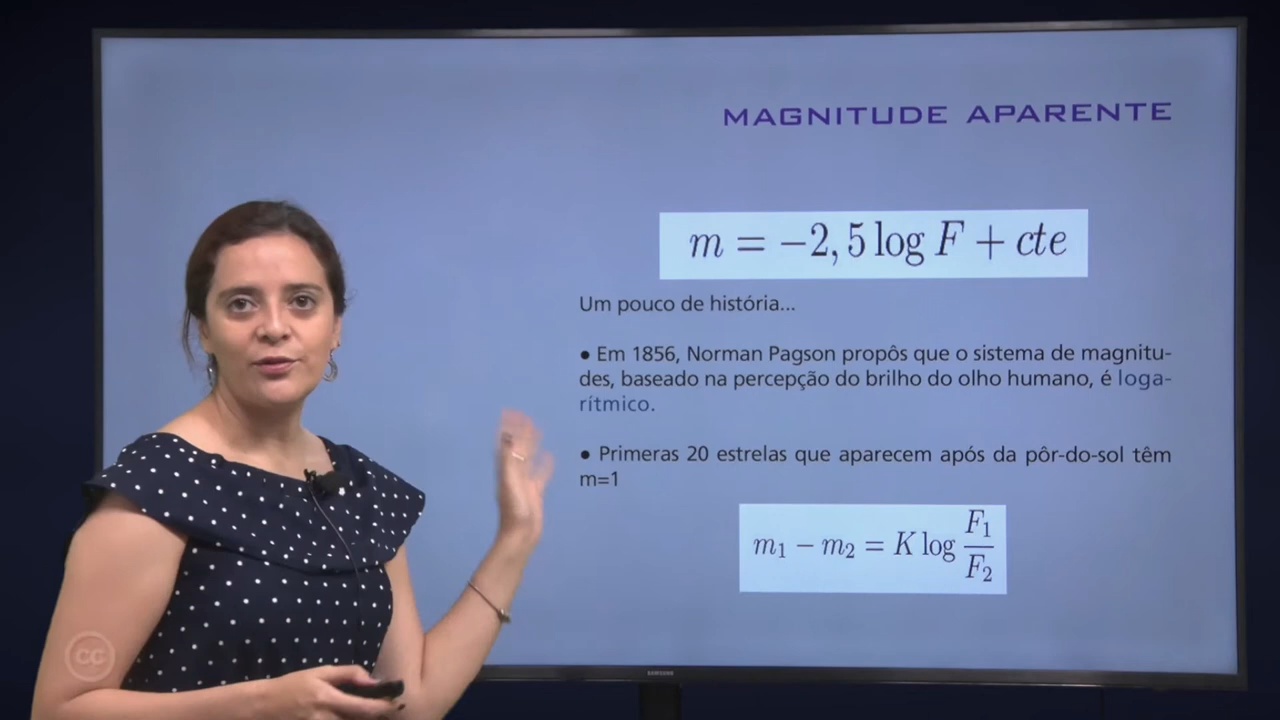 MAGNITUDE APARENTE
m = −2, 5 log F + cte
Um pouco de história...
● Em 1856, Norman Pagson propôs que o sistema de magnitu-
des, baseado na percepção do brilho do olho humano, é loga-
rítmico.
● Primeras 20 estrelas que aparecem após da pôr-do-sol têm
m=1
m₁ − m₂ = K log F₁/F₂
SAMSUNG
cc